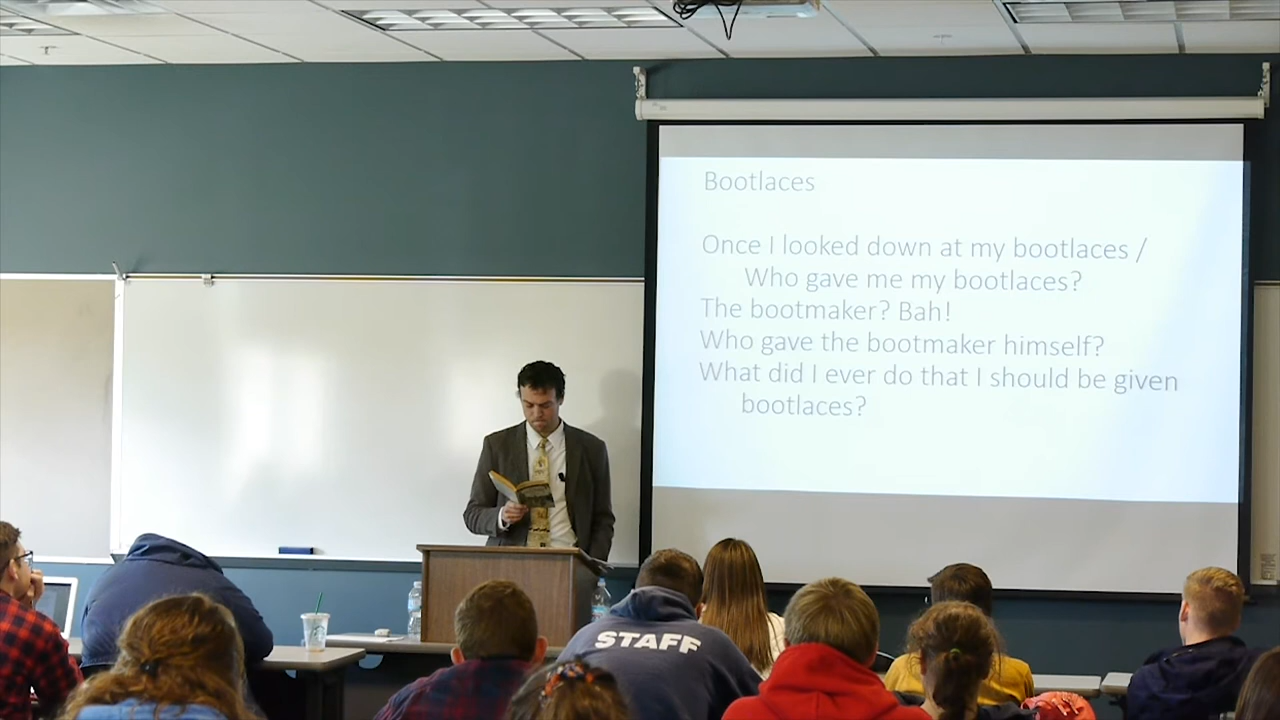 Bootlaces
Once I looked down at my bootlaces /
Who gave me my bootlaces?
The bootmaker? Bah!
Who gave the bootmaker himself?
What did I ever do that I should be given
bootlaces?
STAFF